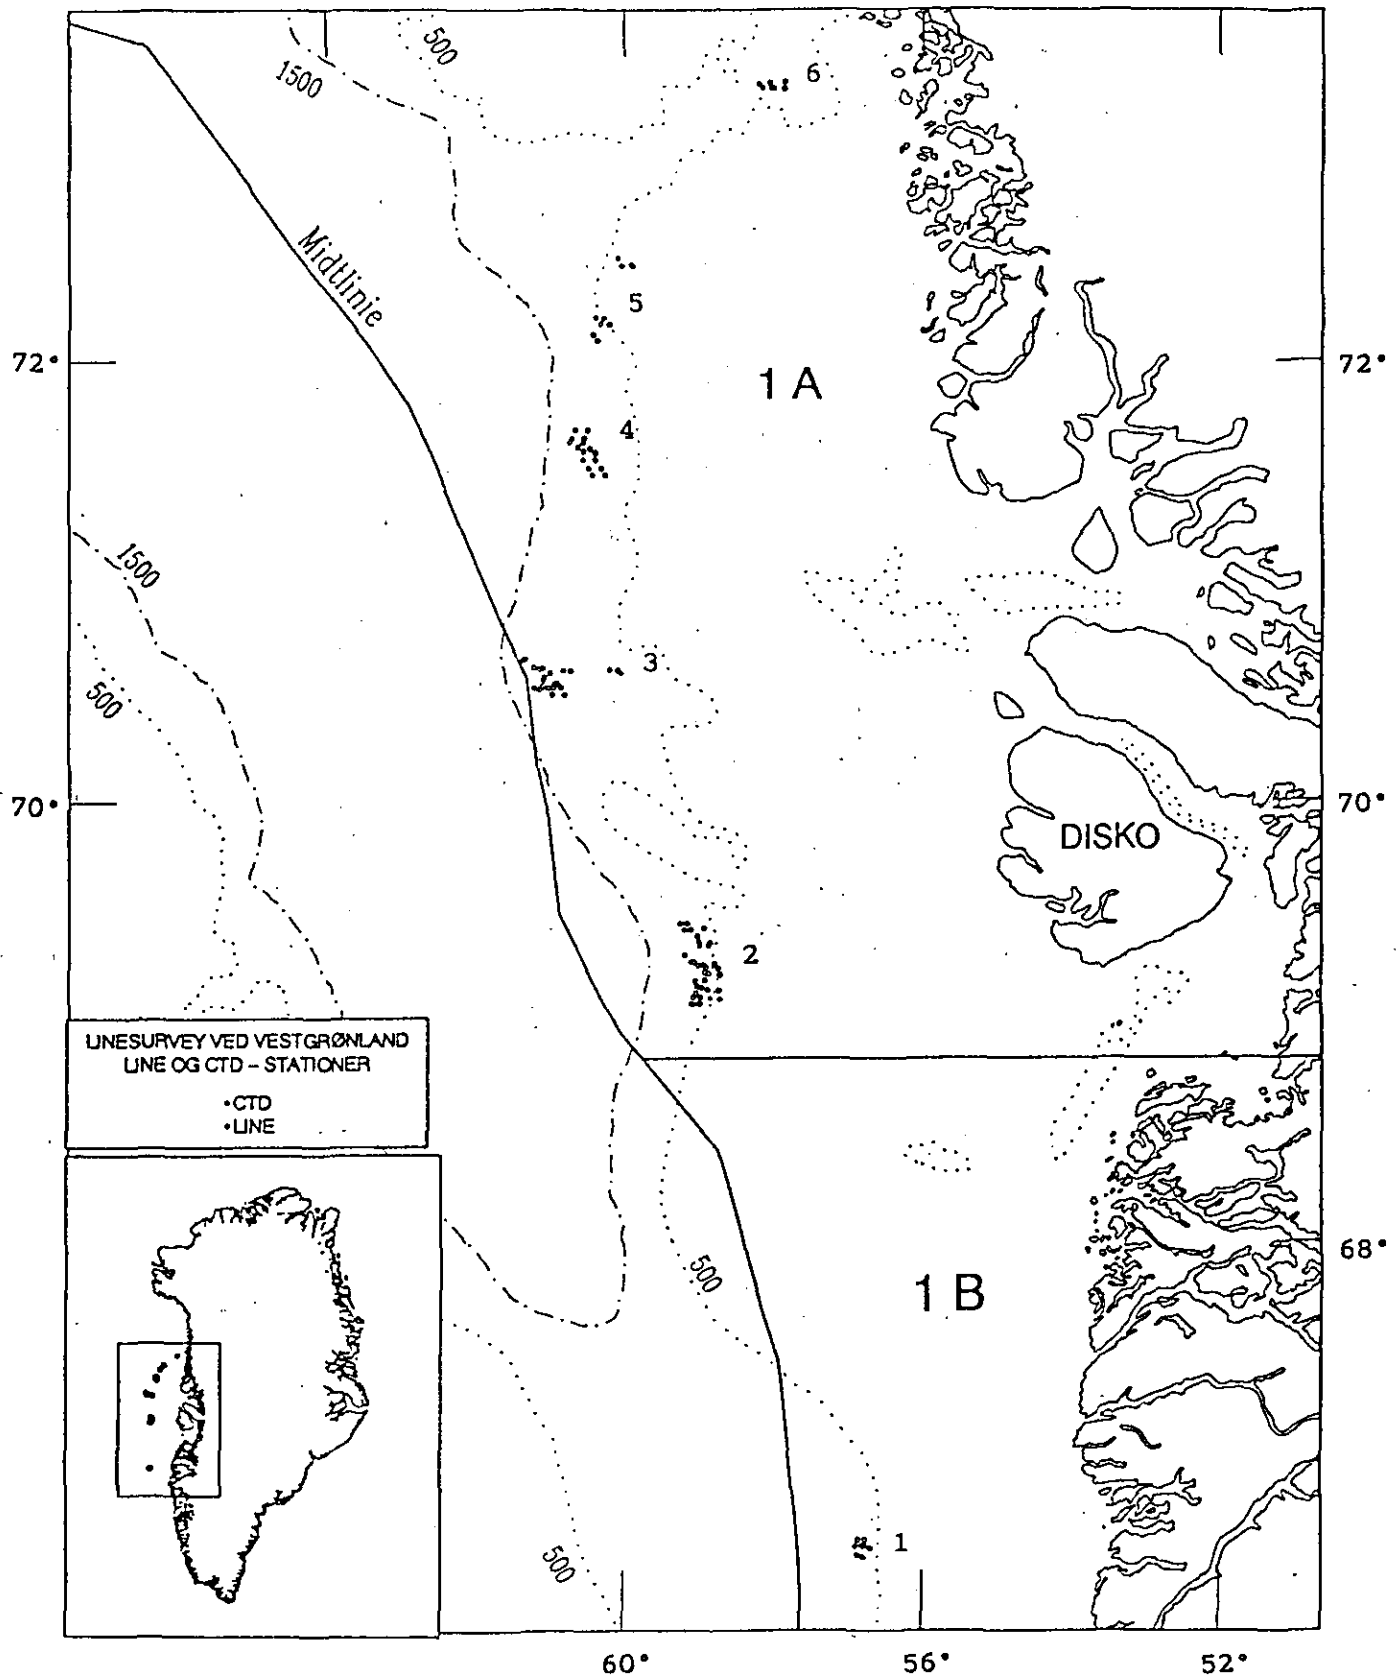 500
1500
6
Midtlinie
5
72°
1 A
72°
4
1500
3
500
70°
70°
DISKO
2
LINESURVEY VED VESTGRØNLAND
LINE OG CTD – STATIONER
•CTD
•LINE
68°
500
1 B
500
1
60°
56°
52°